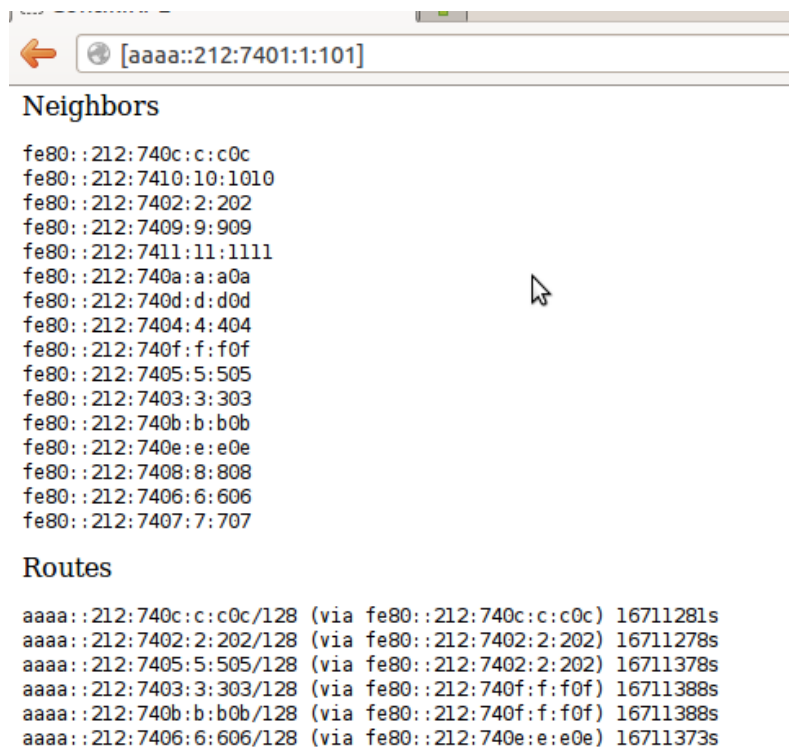 [aaaa::212:7401:1:101]
Neighbors
fe80::212:740c:c:c0c
fe80::212:7410:10:1010
fe80::212:7402:2:202
fe80::212:7409:9:909
fe80::212:7411:11:1111
fe80::212:740a:a:a0a
fe80::212:740d:d:d0d
fe80::212:7404:4:404
fe80::212:740f:f:f0f
fe80::212:7405:5:505
fe80::212:7403:3:303
fe80::212:740b:b:b0b
fe80::212:740e:e:e0e
fe80::212:7408:8:808
fe80::212:7406:6:606
fe80::212:7407:7:707
Routes
aaaa::212:740c:c:c0c/128 (via fe80::212:740c:c:c0c) 16711281s
aaaa::212:7402:2:202/128 (via fe80::212:7402:2:202) 16711278s
aaaa::212:7405:5:505/128 (via fe80::212:7402:2:202) 16711378s
aaaa::212:7403:3:303/128 (via fe80::212:740f:f:f0f) 16711388s
aaaa::212:740b:b:b0b/128 (via fe80::212:740f:f:f0f) 16711388s
aaaa::212:7406:6:606/128 (via fe80::212:740e:e:e0e) 16711373s